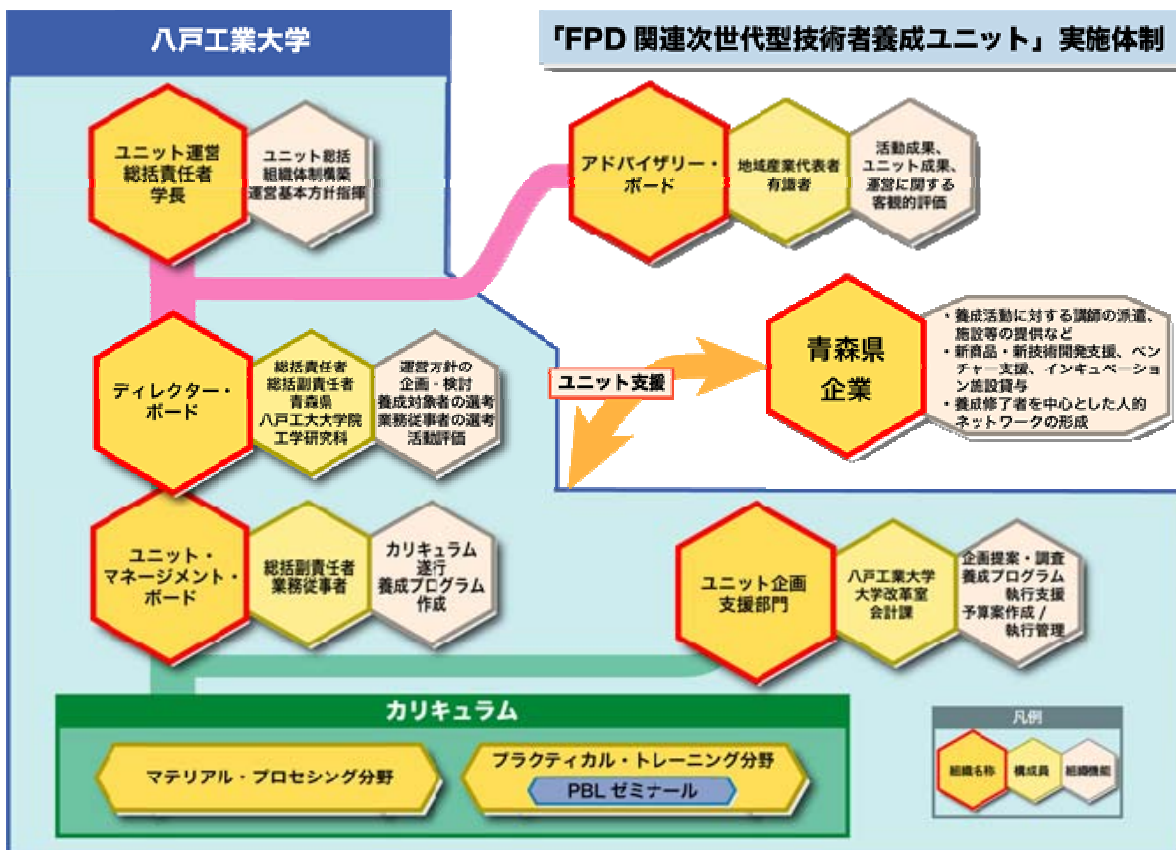 八戸工業大学
「FPD 関連次世代型技術者養成ユニット」実施体制
ユニット運営
総括責任者
学長
ユニット総括
組織体制構築
運営基本方針指揮
アドバイザリー・
ボード
地域産業代表者
有識者
活動成果、
ユニット成果、
運営に関する
客観的評価
ディレクター・
ボード
総括責任者
総括副責任者
青森県
八戸工大大学院
工学研究科
運営方針の
企画・検討
養成対象者の選考
業務従事者の選考
活動評価
ユニット支援
青森県
企業
・養成活動に対する講師の派遣、
施設等の提供など
・新商品・新技術開発支援、ベン
チャー支援、インキュベーショ
ン施設貸与
・養成修了者を中心とした人的
ネットワークの形成
ユニット・
マネージメント・
ボード
総括副責任者
業務従事者
カリキュラム
遂行
養成プログラム
作成
ユニット企画
支援部門
八戸工業大学
大学改革室
会計課
企画提案・調査
養成プログラム
執行支援
予算案作成 /
執行管理
カリキュラム
マテリアル・プロセシング分野
プラクティカル・トレーニング分野
PBL ゼミナール
凡例
組織名称
構成員
組織機能